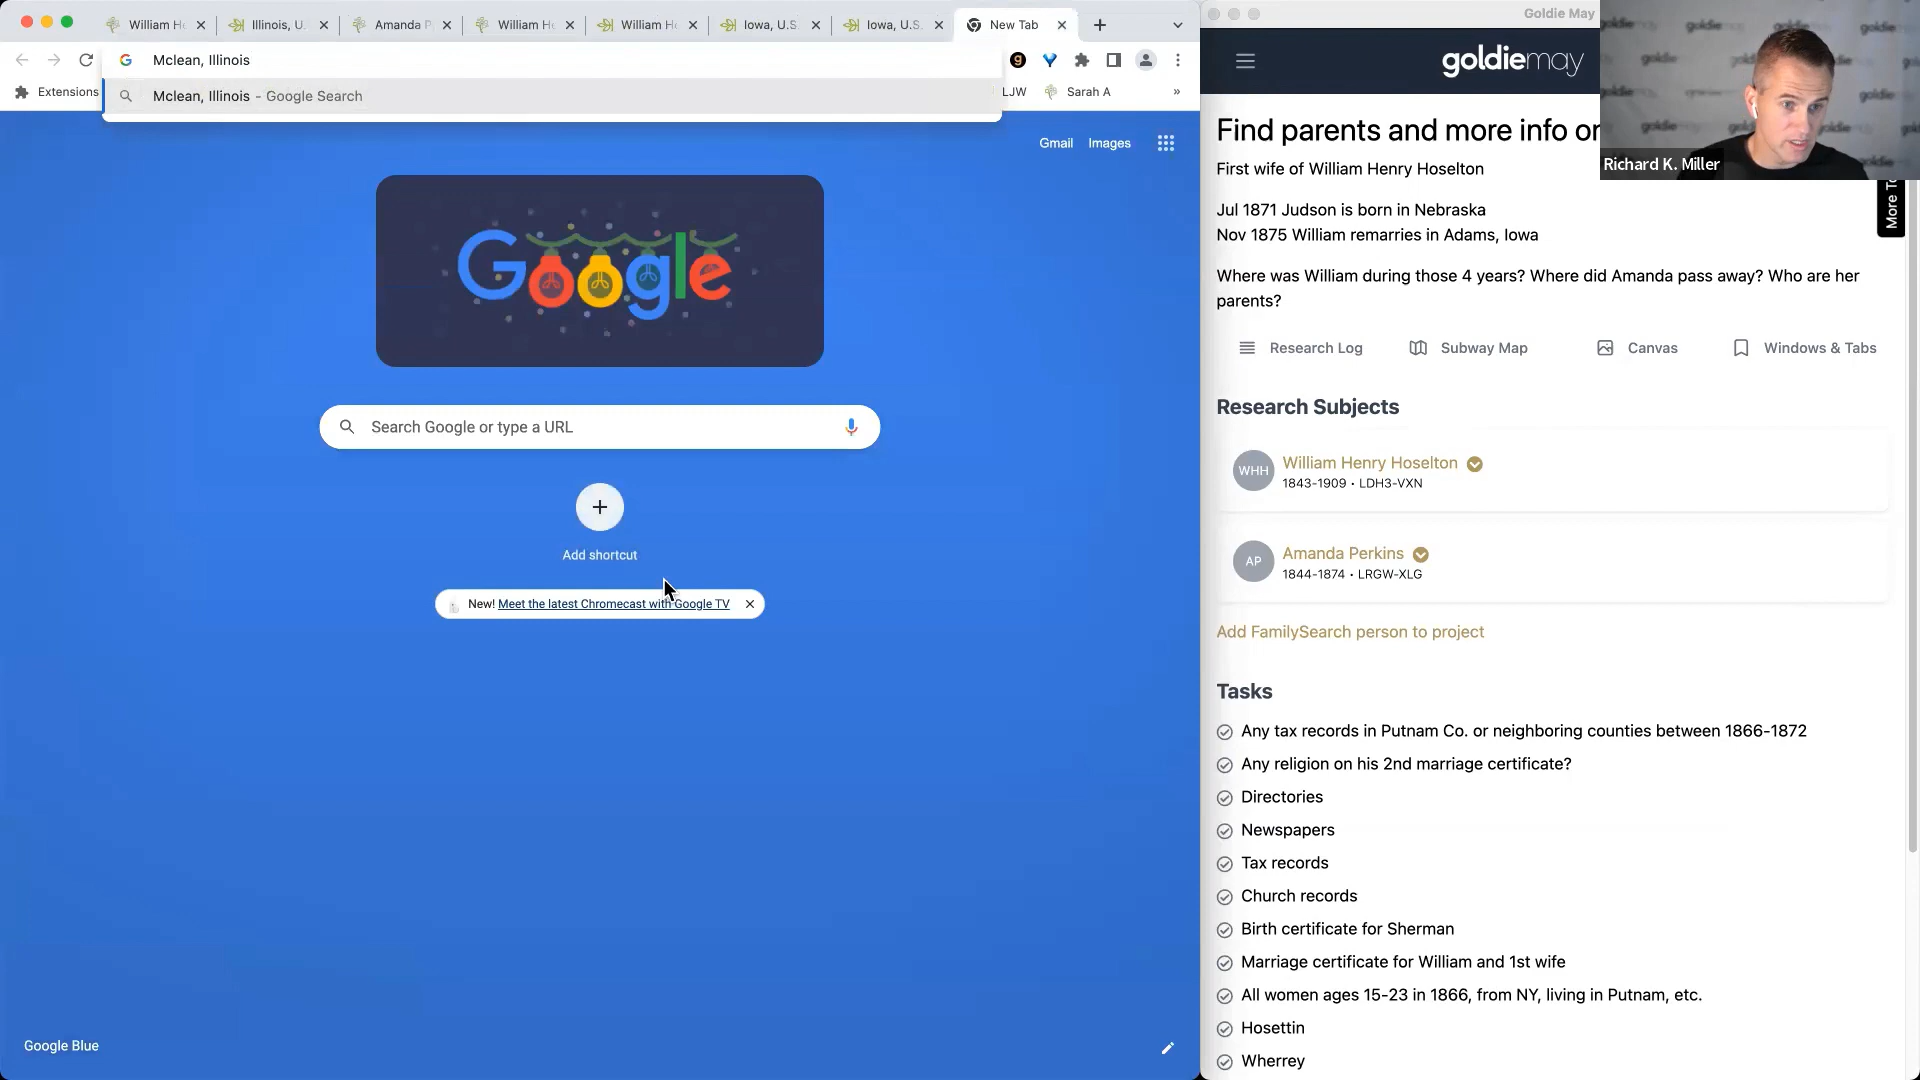 William Ho
Illinois, U.
Amanda P
William Ho
William Ho
Iowa, U.S.
Iowa, U.S.
New Tab
Mclean, Illinois
Extensions
Mclean, Illinois - Google Search
LJW
Sarah A
»
Gmail
Images
Google
Search Google or type a URL
Add shortcut
New! Meet the latest Chromecast with Google TV
Google Blue
Goldie May
goldiemay
Richard K. Miller
More To
Find parents and more info on
First wife of William Henry Hoselton
Jul 1871 Judson is born in Nebraska
Nov 1875 William remarries in Adams, Iowa
Where was William during those 4 years? Where did Amanda pass away? Who are her
parents?
Research Log
Subway Map
Canvas
Windows & Tabs
Research Subjects
WHH
William Henry Hoselton
1843-1909 • LDH3-VXN
AP
Amanda Perkins
1844-1874 • LRGW-XLG
Add FamilySearch person to project
Tasks
Any tax records in Putnam Co. or neighboring counties between 1866-1872
Any religion on his 2nd marriage certificate?
Directories
Newspapers
Tax records
Church records
Birth certificate for Sherman
Marriage certificate for William and 1st wife
All women ages 15-23 in 1866, from NY, living in Putnam, etc.
Hosettin
Wherrey